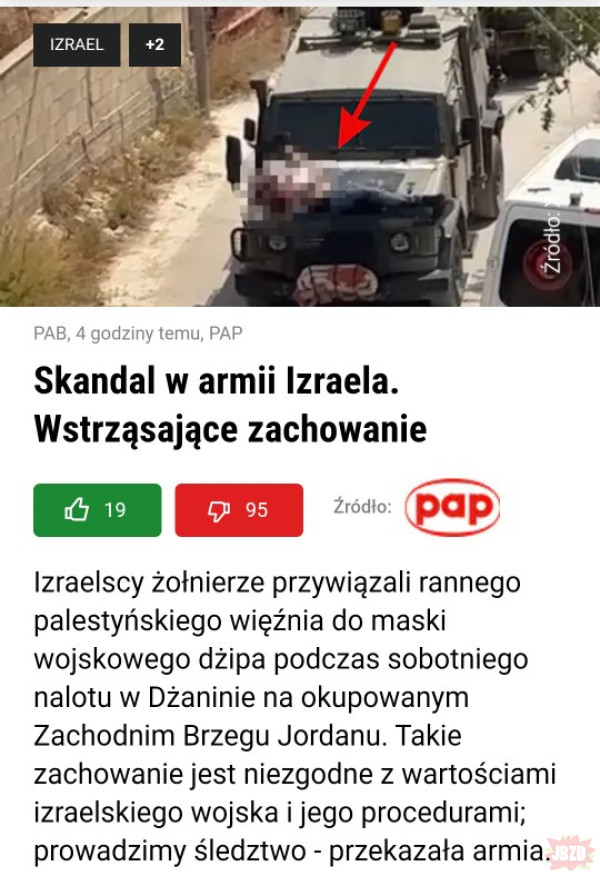 IZRAEL
+2
Źródło:
PAB, 4 godziny temu, PAP
Skandal w armii Izraela.
Wstrząsające zachowanie
19
95
Źródło:
pap
Izraelscy żołnierze przywiązali rannego
palestyńskiego więźnia do maski
wojskowego dżipa podczas sobotniego
nalotu w Dżaninie na okupowanym
Zachodnim Brzegu Jordanu. Takie
zachowanie jest niezgodne z wartościami
izraelskiego wojska i jego procedurami;
prowadzimy śledztwo - przekazała armia.
JBZD